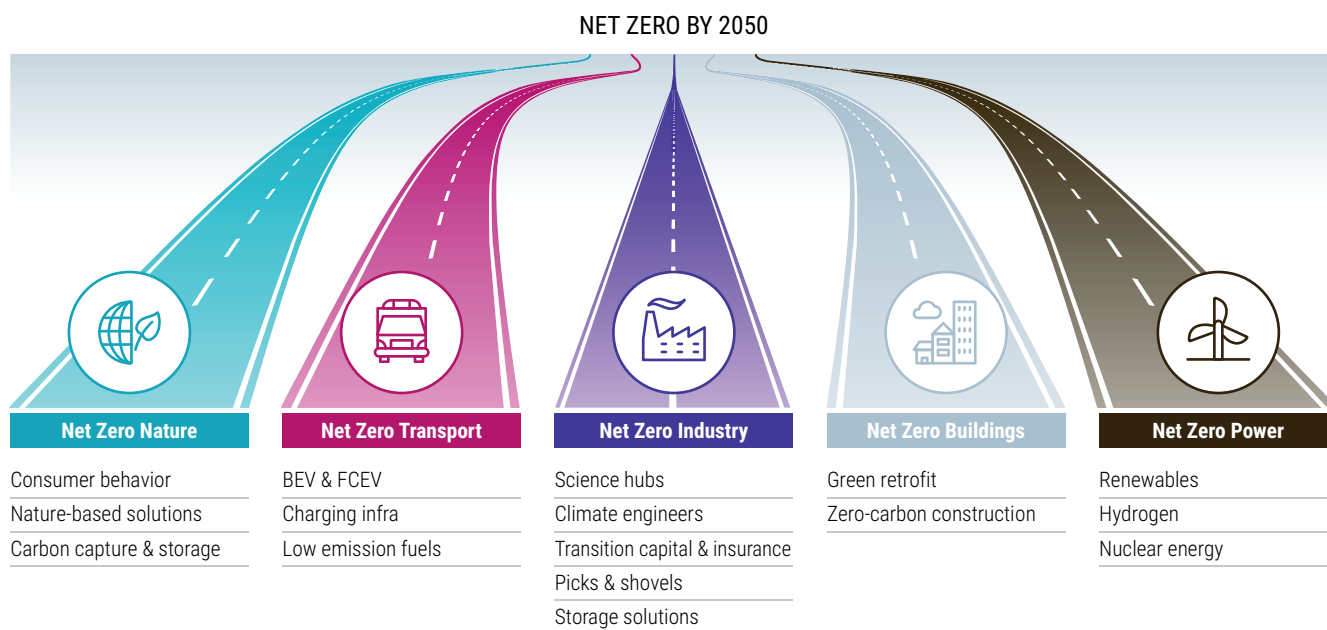 NET ZERO BY 2050
Net Zero Nature
Consumer behavior
Nature-based solutions
Carbon capture & storage
Net Zero Transport
BEV & FCEV
Charging infra
Low emission fuels
Net Zero Industry
Science hubs
Climate engineers
Transition capital & insurance
Picks & shovels
Storage solutions
Net Zero Buildings
Green retrofit
Zero-carbon construction
Net Zero Power
Renewables
Hydrogen
Nuclear energy